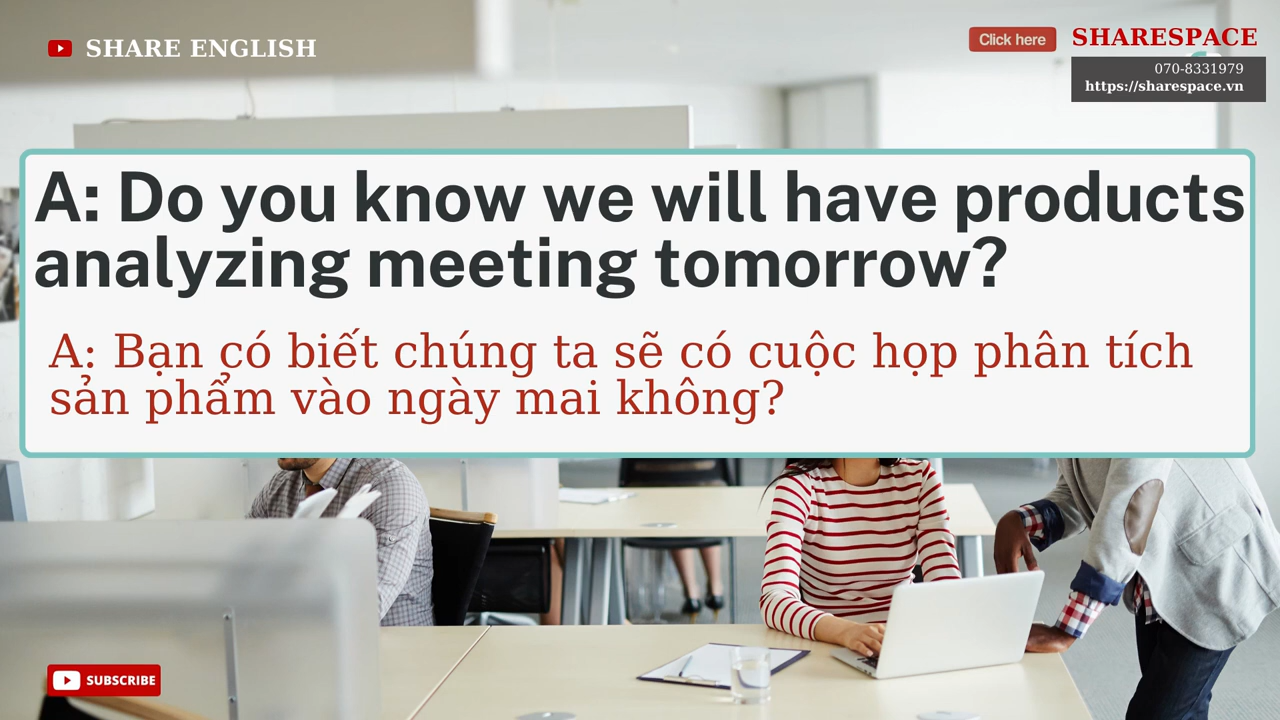 SHARE ENGLISH
Click here
SHARESPACE
070-8331979
https://sharespace.vn
A: Do you know we will have products
analyzing meeting tomorrow?
A: Bạn có biết chúng ta sẽ có cuộc họp phân tích
sản phẩm vào ngày mai không?
SUBSCRIBE